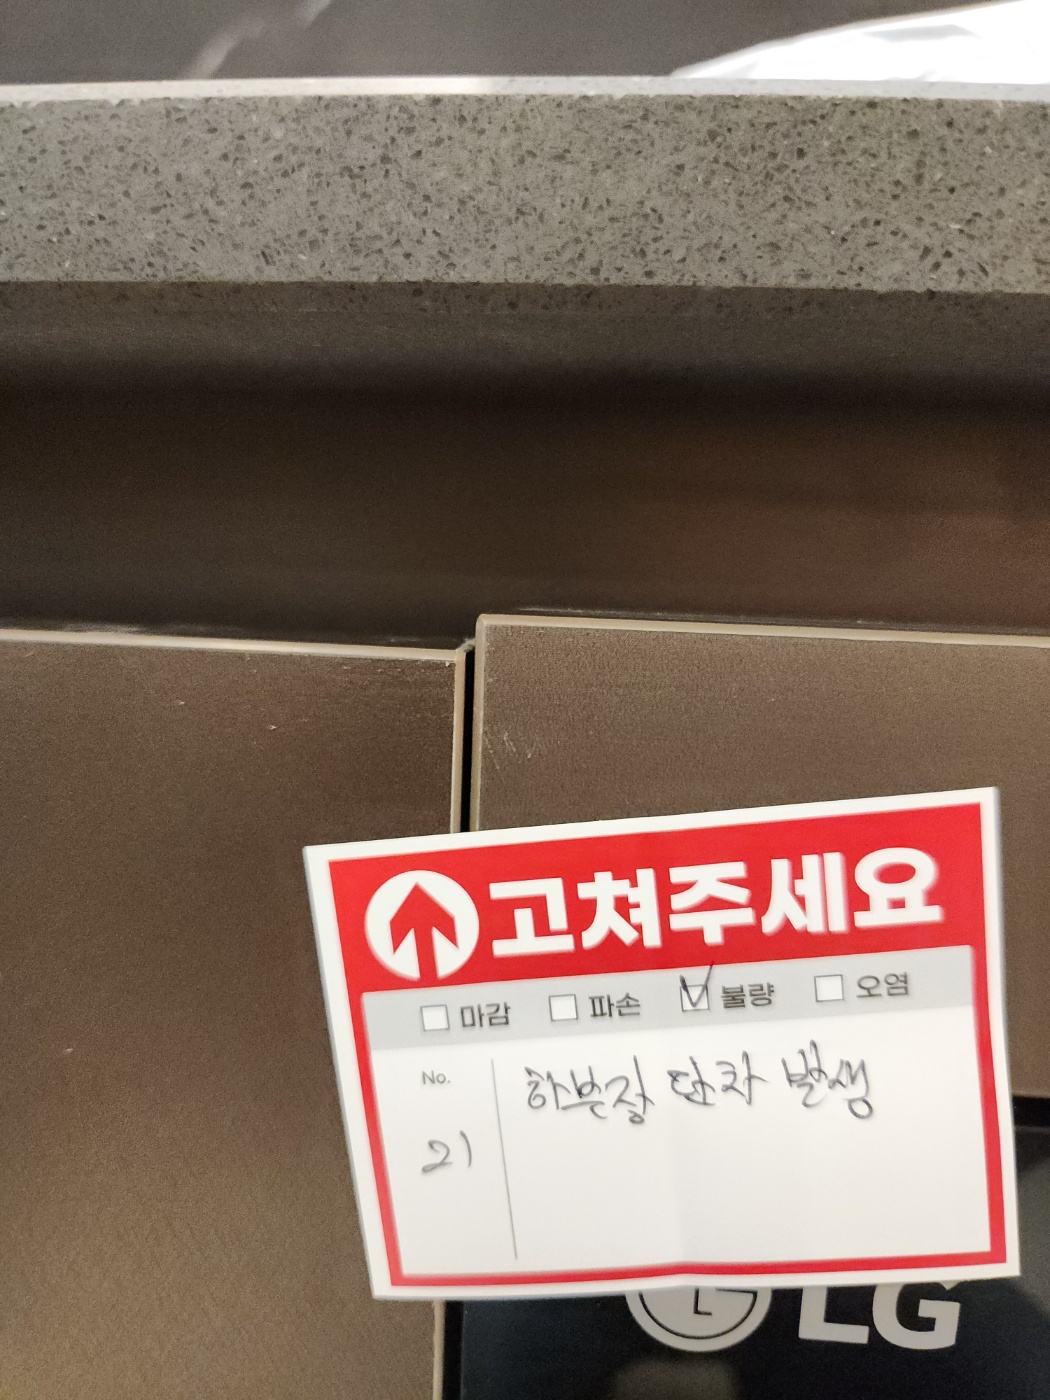 고쳐주세요
마감 파손 불량 오염
No.
21
하부장 단차 발생
LG